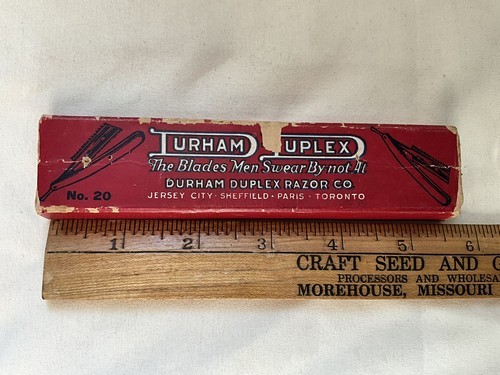 DURHAM DUPLEX
The Blades Men Swear By not At
DURHAM DUPLEX RAZOR CO
No. 20
JERSEY CITY · SHEFFIELD · PARIS · TORONTO
1 2 3 4 5 6
CRAFT SEED AND
PROCESSORS AND WHOLESA
MOREHOUSE, MISSOURI